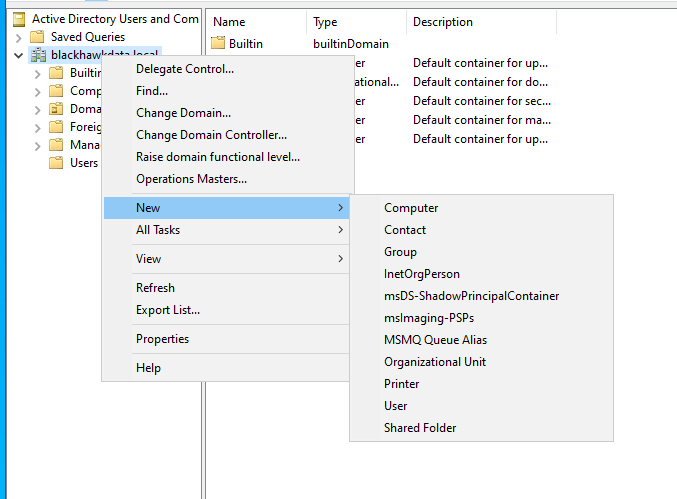 Active Directory Users and Com
Name Type Description
Saved Queries
Builtin builtinDomain
blackhawkdata.local
Delegate Control...
Find...
Change Domain...
Change Domain Controller...
Raise domain functional level...
Operations Masters...
New
All Tasks
View
Refresh
Export List...
Properties
Help
Builtin
Comp
Doma
Foreig
Manag
Users
er Default container for up...
ational... Default container for do...
er Default container for sec...
er Default container for ma...
er Default container for up...
Computer
Contact
Group
InetOrgPerson
msDS-ShadowPrincipalContainer
msImaging-PSPs
MSMQ Queue Alias
Organizational Unit
Printer
User
Shared Folder